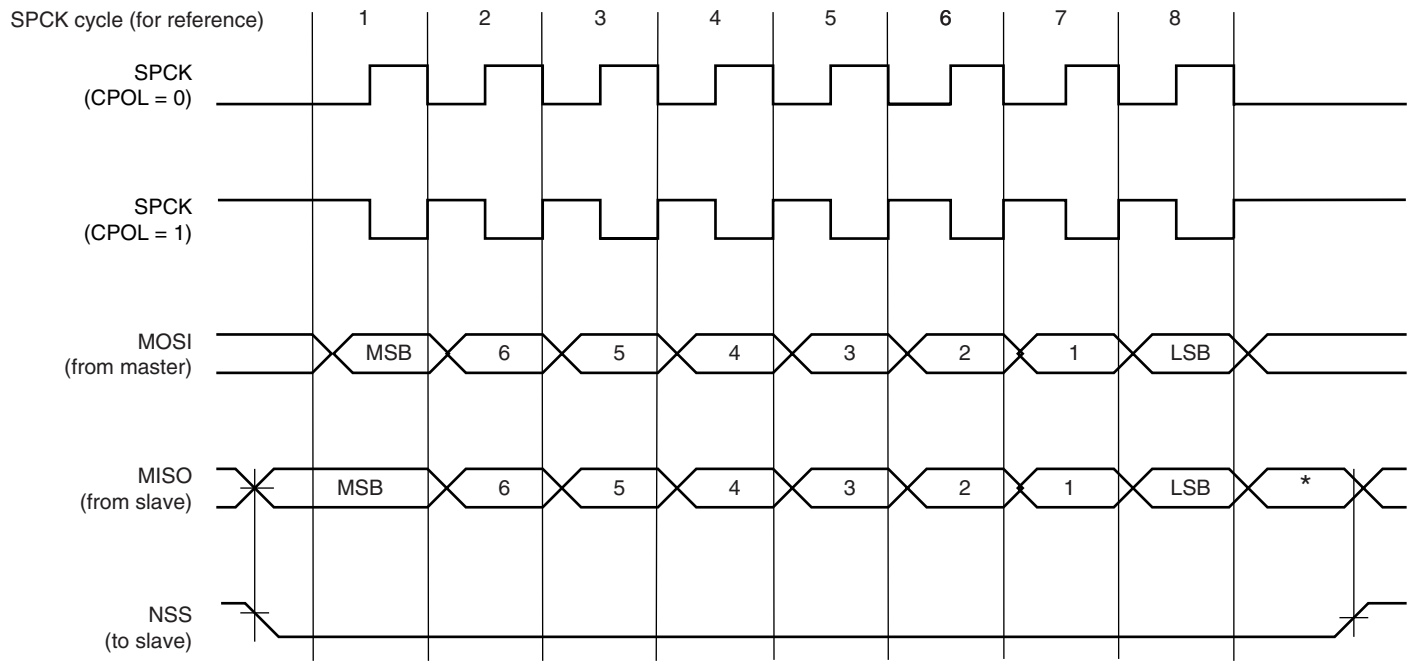 SPCK cycle (for reference) 1 2 3 4 5 6 7 8
SPCK
(CPOL = 0)
SPCK
(CPOL = 1)
MOSI
(from master)
MSB 6 5 4 3 2 1 LSB
MISO
(from slave)
MSB 6 5 4 3 2 1 LSB *
NSS
(to slave)